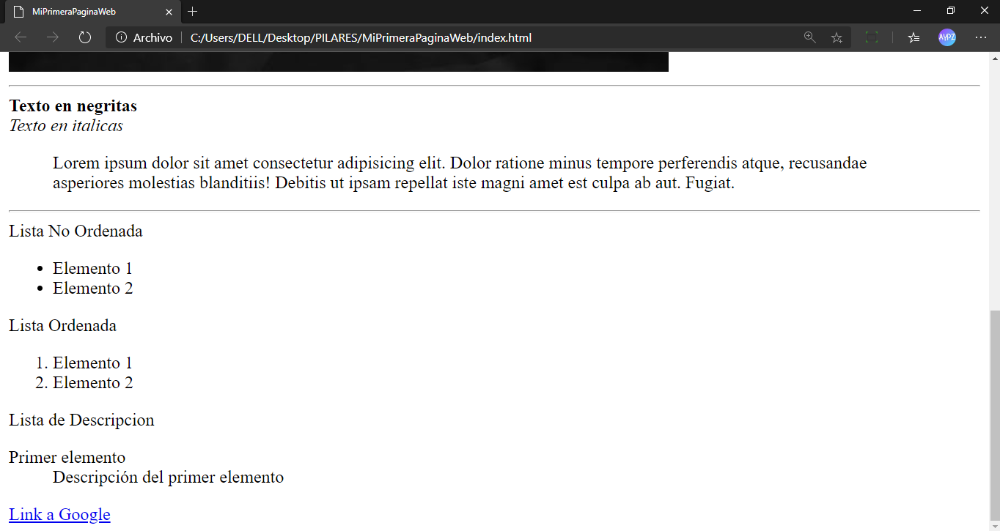 MiPrimeraPaginaWeb
Archivo C:/Users/DELL/Desktop/PILARES/MiPrimeraPaginaWeb/index.html AYPZ
Texto en negritas
Texto en italicas
Lorem ipsum dolor sit amet consectetur adipisicing elit. Dolor ratione minus tempore perferendis atque, recusandae
asperiores molestias blanditiis! Debitis ut ipsam repellat iste magni amet est culpa ab aut. Fugiat.
Lista No Ordenada
• Elemento 1
• Elemento 2
Lista Ordenada
1. Elemento 1
2. Elemento 2
Lista de Descripcion
Primer elemento
Descripción del primer elemento
Link a Google